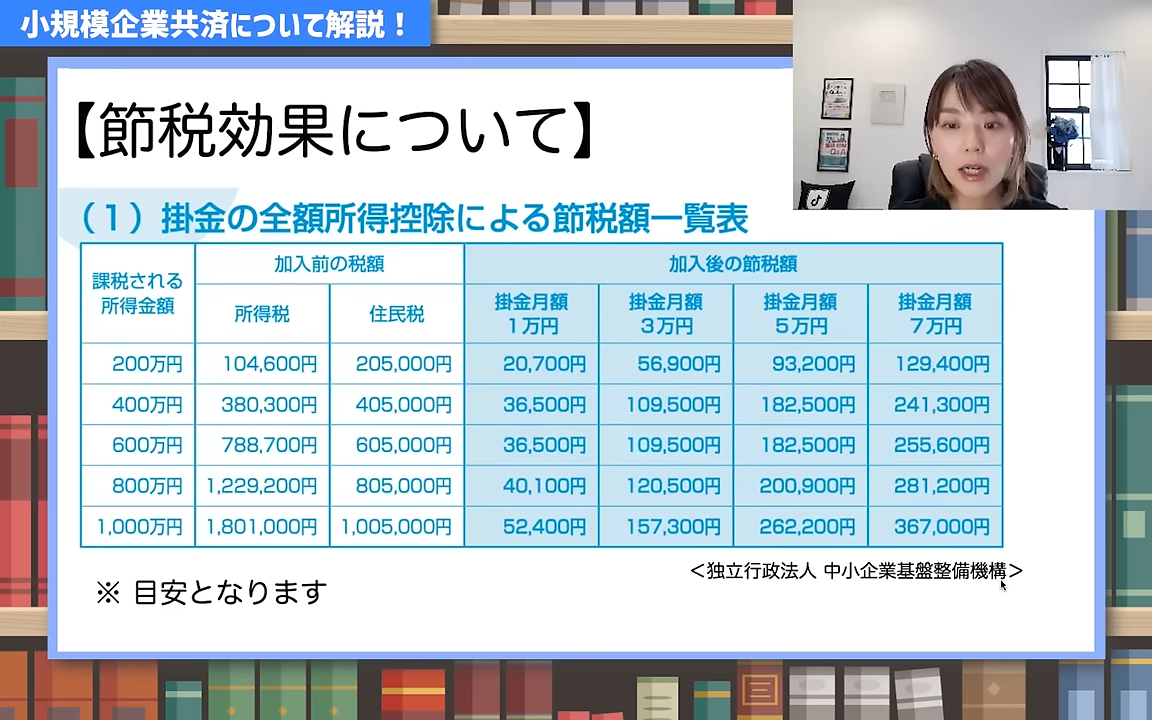 小規模企業共済について解説！
【節税効果について】
（１）掛金の全額所得控除による節税額一覧表
課税される所得金額 加入前の税額 加入後の節税額
所得税 住民税 掛金月額１万円 掛金月額３万円 掛金月額５万円 掛金月額７万円
200万円 104,600円 205,000円 20,700円 56,900円 93,200円 129,400円
400万円 380,300円 405,000円 36,500円 109,500円 182,500円 241,300円
600万円 788,700円 605,000円 36,500円 109,500円 182,500円 255,600円
800万円 1,229,200円 805,000円 40,100円 120,500円 200,900円 281,200円
1,000万円 1,801,000円 1,005,000円 52,400円 157,300円 262,200円 367,000円
＜独立行政法人 中小企業基盤整備機構＞
※ 目安となります